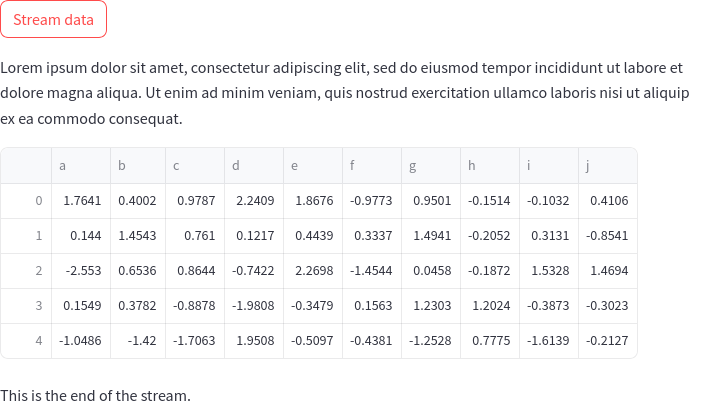 Stream data
Lorem ipsum dolor sit amet, consectetur adipiscing elit, sed do eiusmod tempor incididunt ut labore et
dolore magna aliqua. Ut enim ad minim veniam, quis nostrud exercitation ullamco laboris nisi ut aliquip
ex ea commodo consequat.
a b c d e f g h i j
0 1.7641 0.4002 0.9787 2.2409 1.8676 -0.9773 0.9501 -0.1514 -0.1032 0.4106
1 0.144 1.4543 0.761 0.1217 0.4439 0.3337 1.4941 -0.2052 0.3131 -0.8541
2 -2.553 0.6536 0.8644 -0.7422 2.2698 -1.4544 0.0458 -0.1872 1.5328 1.4694
3 0.1549 0.3782 -0.8878 -1.9808 -0.3479 0.1563 1.2303 1.2024 -0.3873 -0.3023
4 -1.0486 -1.42 -1.7063 1.9508 -0.5097 -0.4381 -1.2528 0.7775 -1.6139 -0.2127
This is the end of the stream.